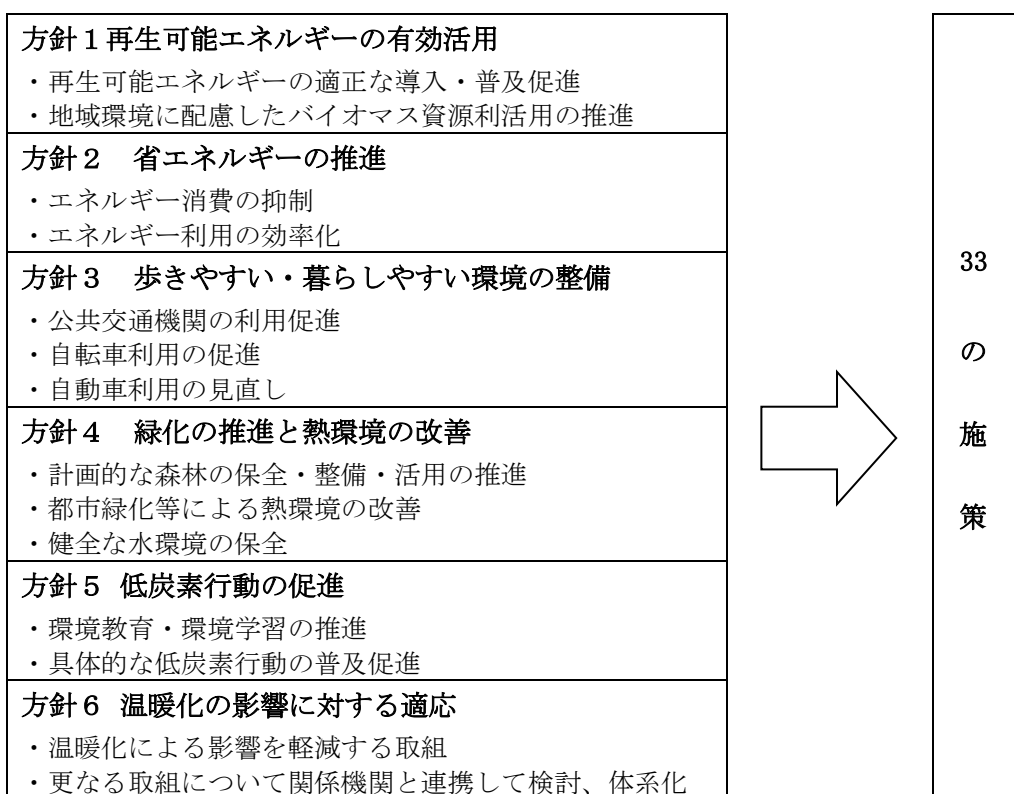 方針１再生可能エネルギーの有効活用
・再生可能エネルギーの適正な導入・普及促進
・地域環境に配慮したバイオマス資源利活用の推進
方針２　省エネルギーの推進
・エネルギー消費の抑制
・エネルギー利用の効率化
方針３　歩きやすい・暮らしやすい環境の整備
・公共交通機関の利用促進
・自転車利用の促進
・自動車利用の見直し
方針４　緑化の推進と熱環境の改善
・計画的な森林の保全・整備・活用の推進
・都市緑化等による熱環境の改善
・健全な水環境の保全
方針５ 低炭素行動の促進
・環境教育・環境学習の推進
・具体的な低炭素行動の普及促進
方針６ 温暖化の影響に対する適応
・温暖化による影響を軽減する取組
・更なる取組について関係機関と連携して検討、体系化
33
の
施
策